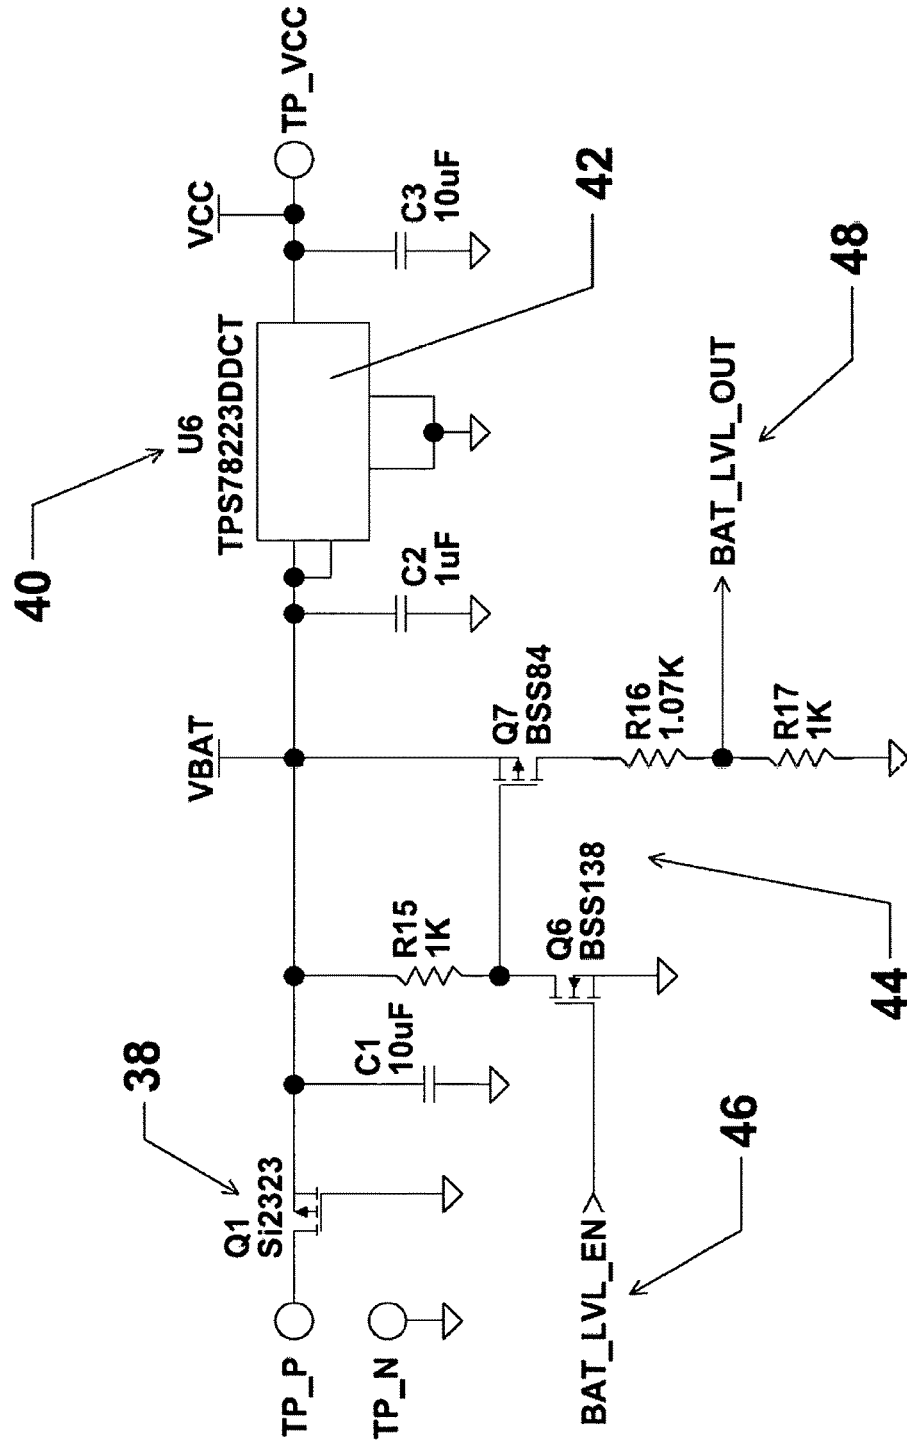 40
U6
TPS78223DDCT
VCC
TP_VCC
38
VBAT
Q1
Si2323
TP_P
TP_N
C1
10uF
R15
1K
C2
1uF
C3
10uF
42
Q7
BSS84
Q6
BSS138
R16
1.07K
BAT_LVL_OUT
48
BAT_LVL_EN
46
R17
1K
44